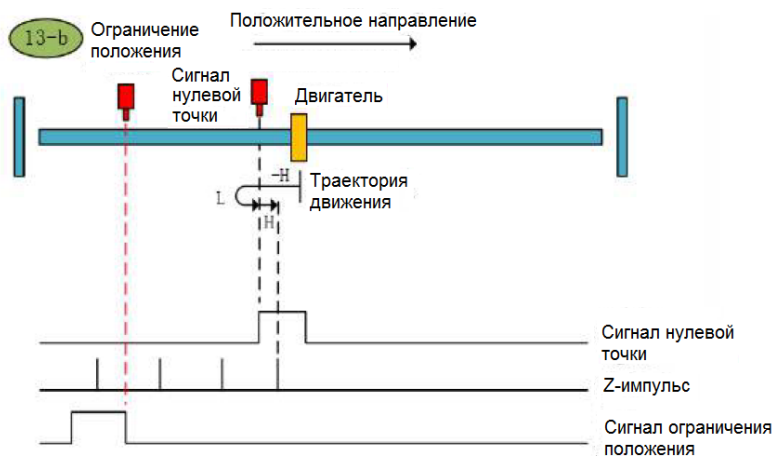 13-b
Ограничение
положения
Положительное направление
Сигнал
нулевой
точки
Двигатель
-H
L
H
Траектория
движения
Сигнал нулевой
точки
Z-импульс
Сигнал ограничения
положения